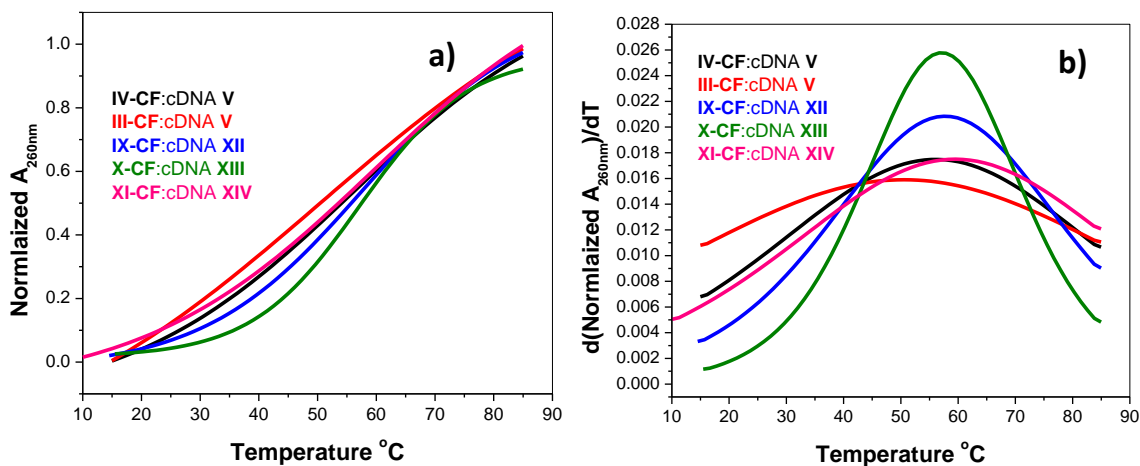 a)
IV-CF:cDNA V
III-CF:cDNA V
IX-CF:cDNA XII
X-CF:cDNA XIII
XI-CF:cDNA XIV
Normlaized A260nm
1.0
0.8
0.6
0.4
0.2
0.0
10 20 30 40 50 60 70 80 90
Temperature oC
b)
IV-CF:cDNA V
III-CF:cDNA V
IX-CF:cDNA XII
X-CF:cDNA XIII
XI-CF:cDNA XIV
d(Normlaized A260nm)/dT
0.028
0.026
0.024
0.022
0.020
0.018
0.016
0.014
0.012
0.010
0.008
0.006
0.004
0.002
0.000
10 20 30 40 50 60 70 80 90
Temperature oC